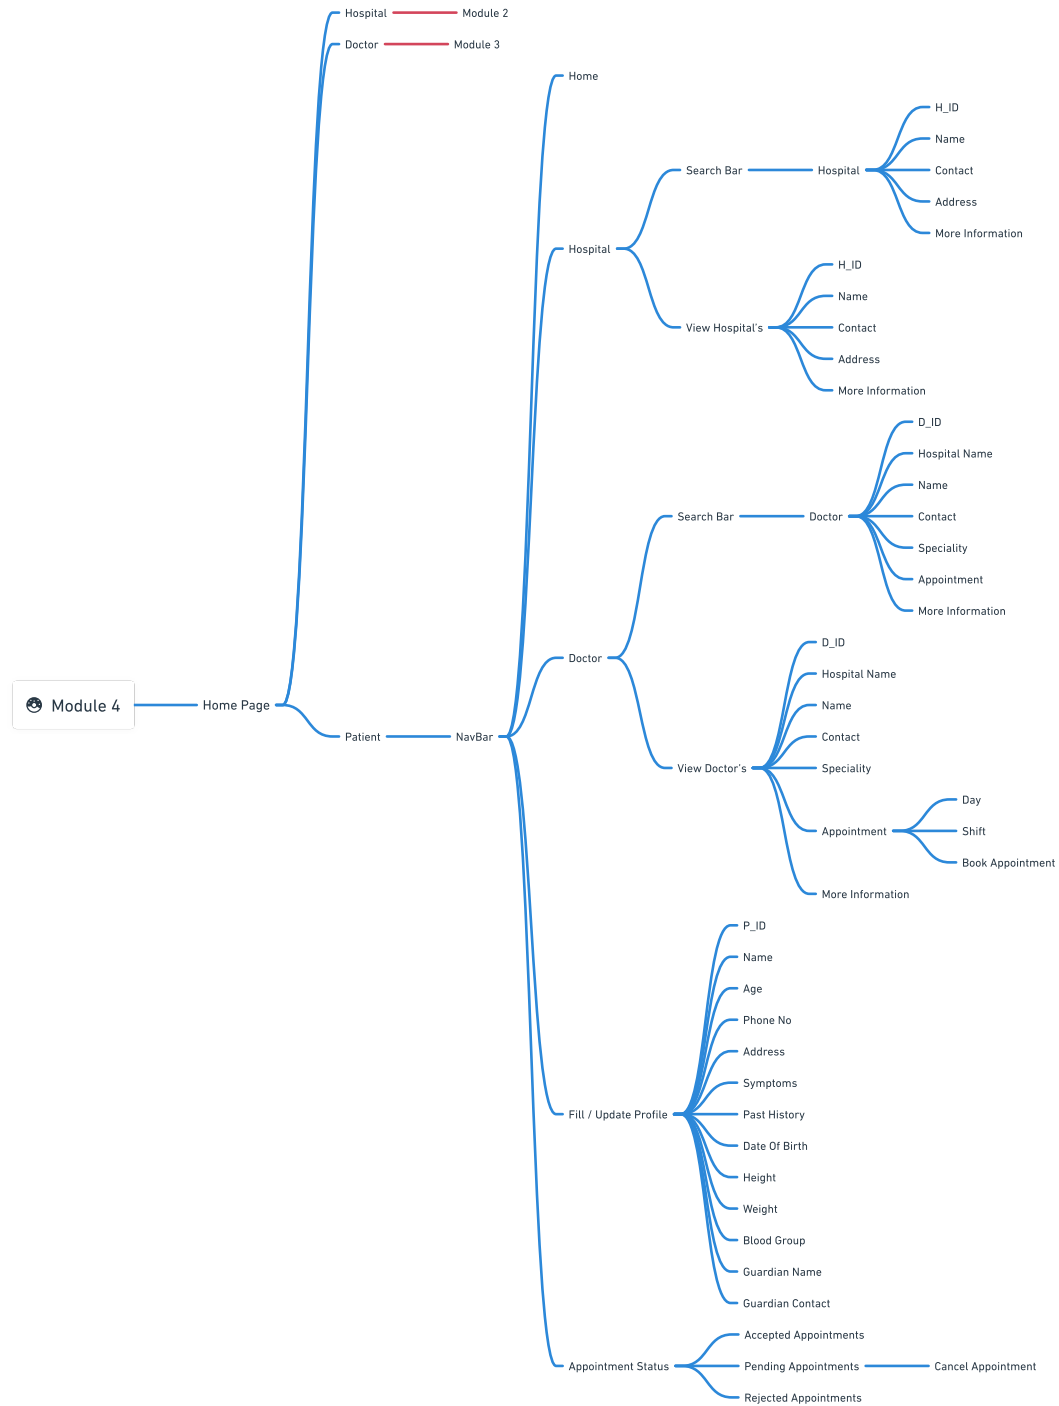 Hospital
Module 2
Doctor
Module 3
Home
H_ID
Name
Search Bar
Hospital
Contact
Address
More Information
Hospital
H_ID
Name
View Hospital's
Contact
Address
More Information
D_ID
Hospital Name
Name
Search Bar
Doctor
Contact
Speciality
Appointment
More Information
D_ID
Doctor
Hospital Name
Module 4
Home Page
Name
Patient
NavBar
Contact
View Doctor's
Speciality
Day
Appointment
Shift
Book Appointment
More Information
P_ID
Name
Age
Phone No
Address
Symptoms
Fill / Update Profile
Past History
Date Of Birth
Height
Weight
Blood Group
Guardian Name
Guardian Contact
Accepted Appointments
Appointment Status
Pending Appointments
Cancel Appointment
Rejected Appointments